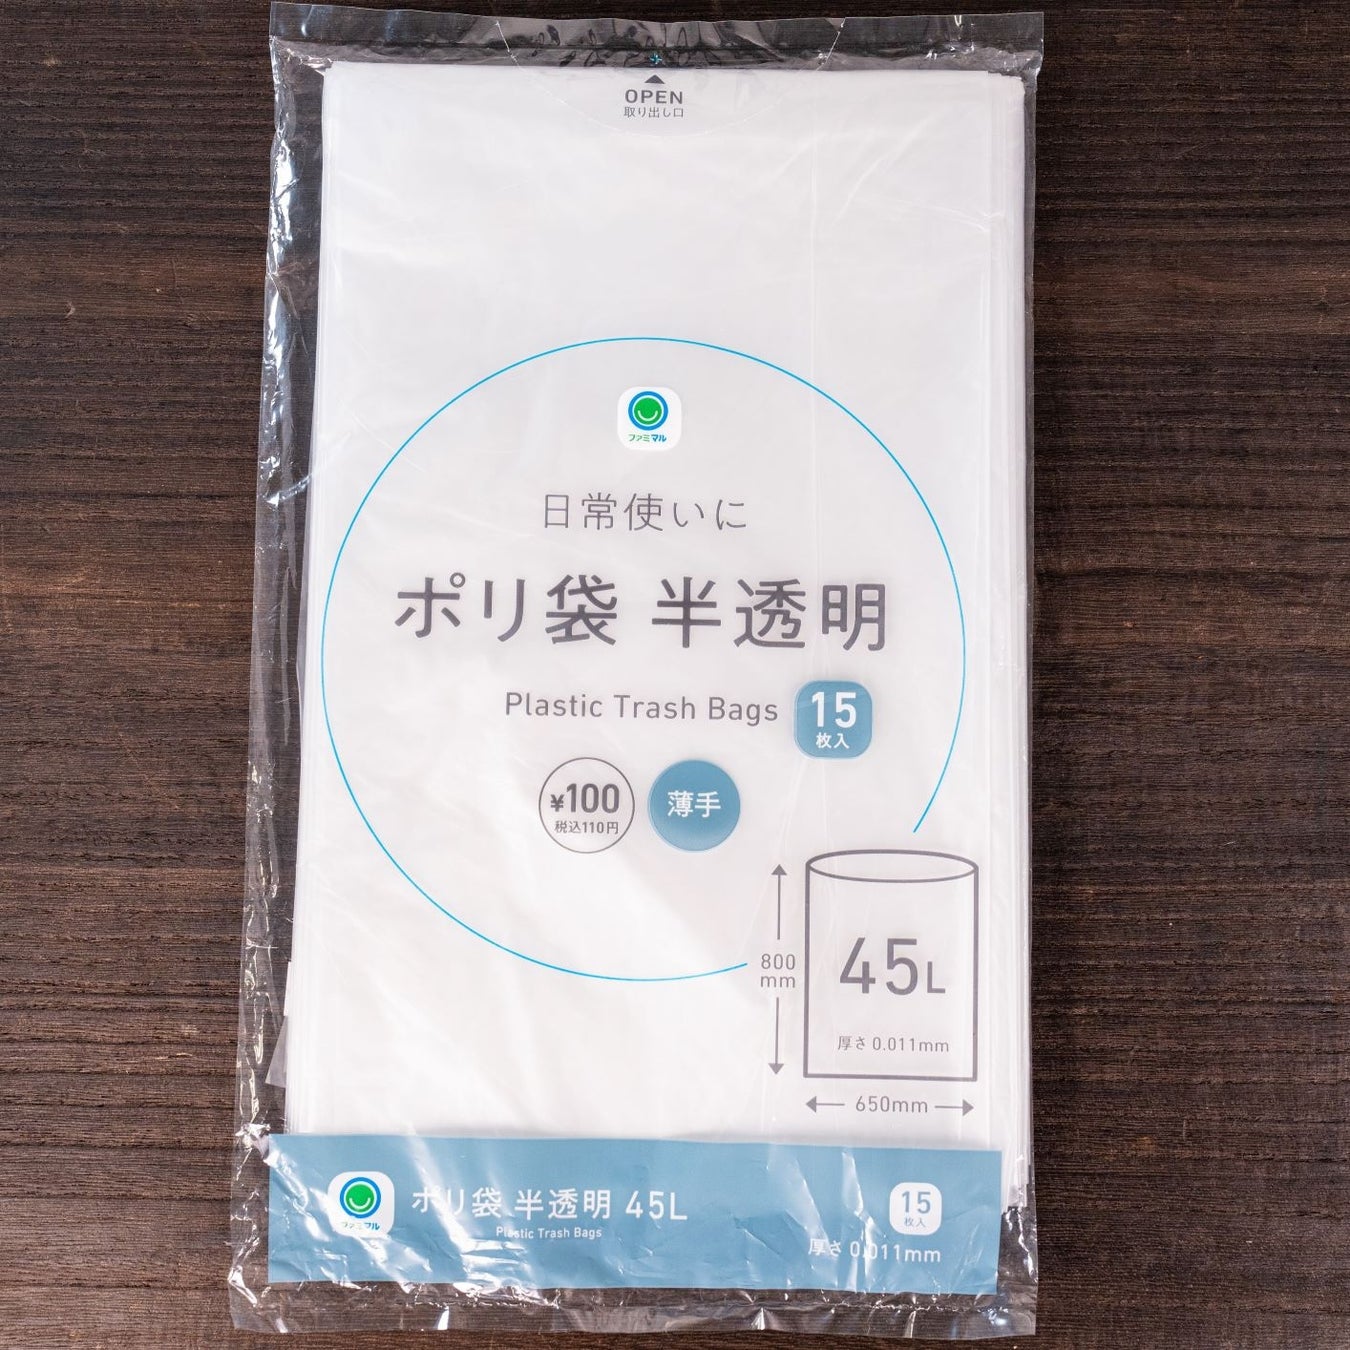 OPEN
取り出し口
ファミマル
日常使いに
ポリ袋 半透明
Plastic Trash Bags
15
枚入
¥100
税込110円
薄手
800
mm
45L
厚さ 0.011mm
650mm
ファミマル
ポリ袋 半透明 45L
Plastic Trash Bags
15
枚入
厚さ 0.011mm